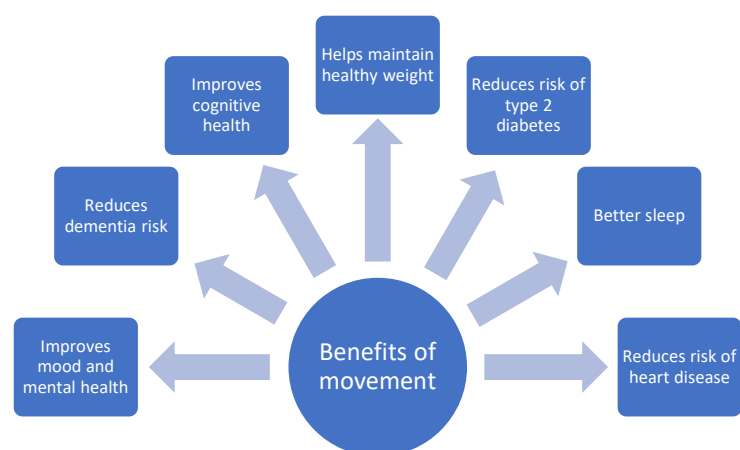 Helps maintain
healthy weight
Improves
cognitive
health
Reduces risk of
type 2
diabetes
Reduces
dementia risk
Better sleep
Improves
mood and
mental health
Benefits of
movement
Reduces risk of
heart disease